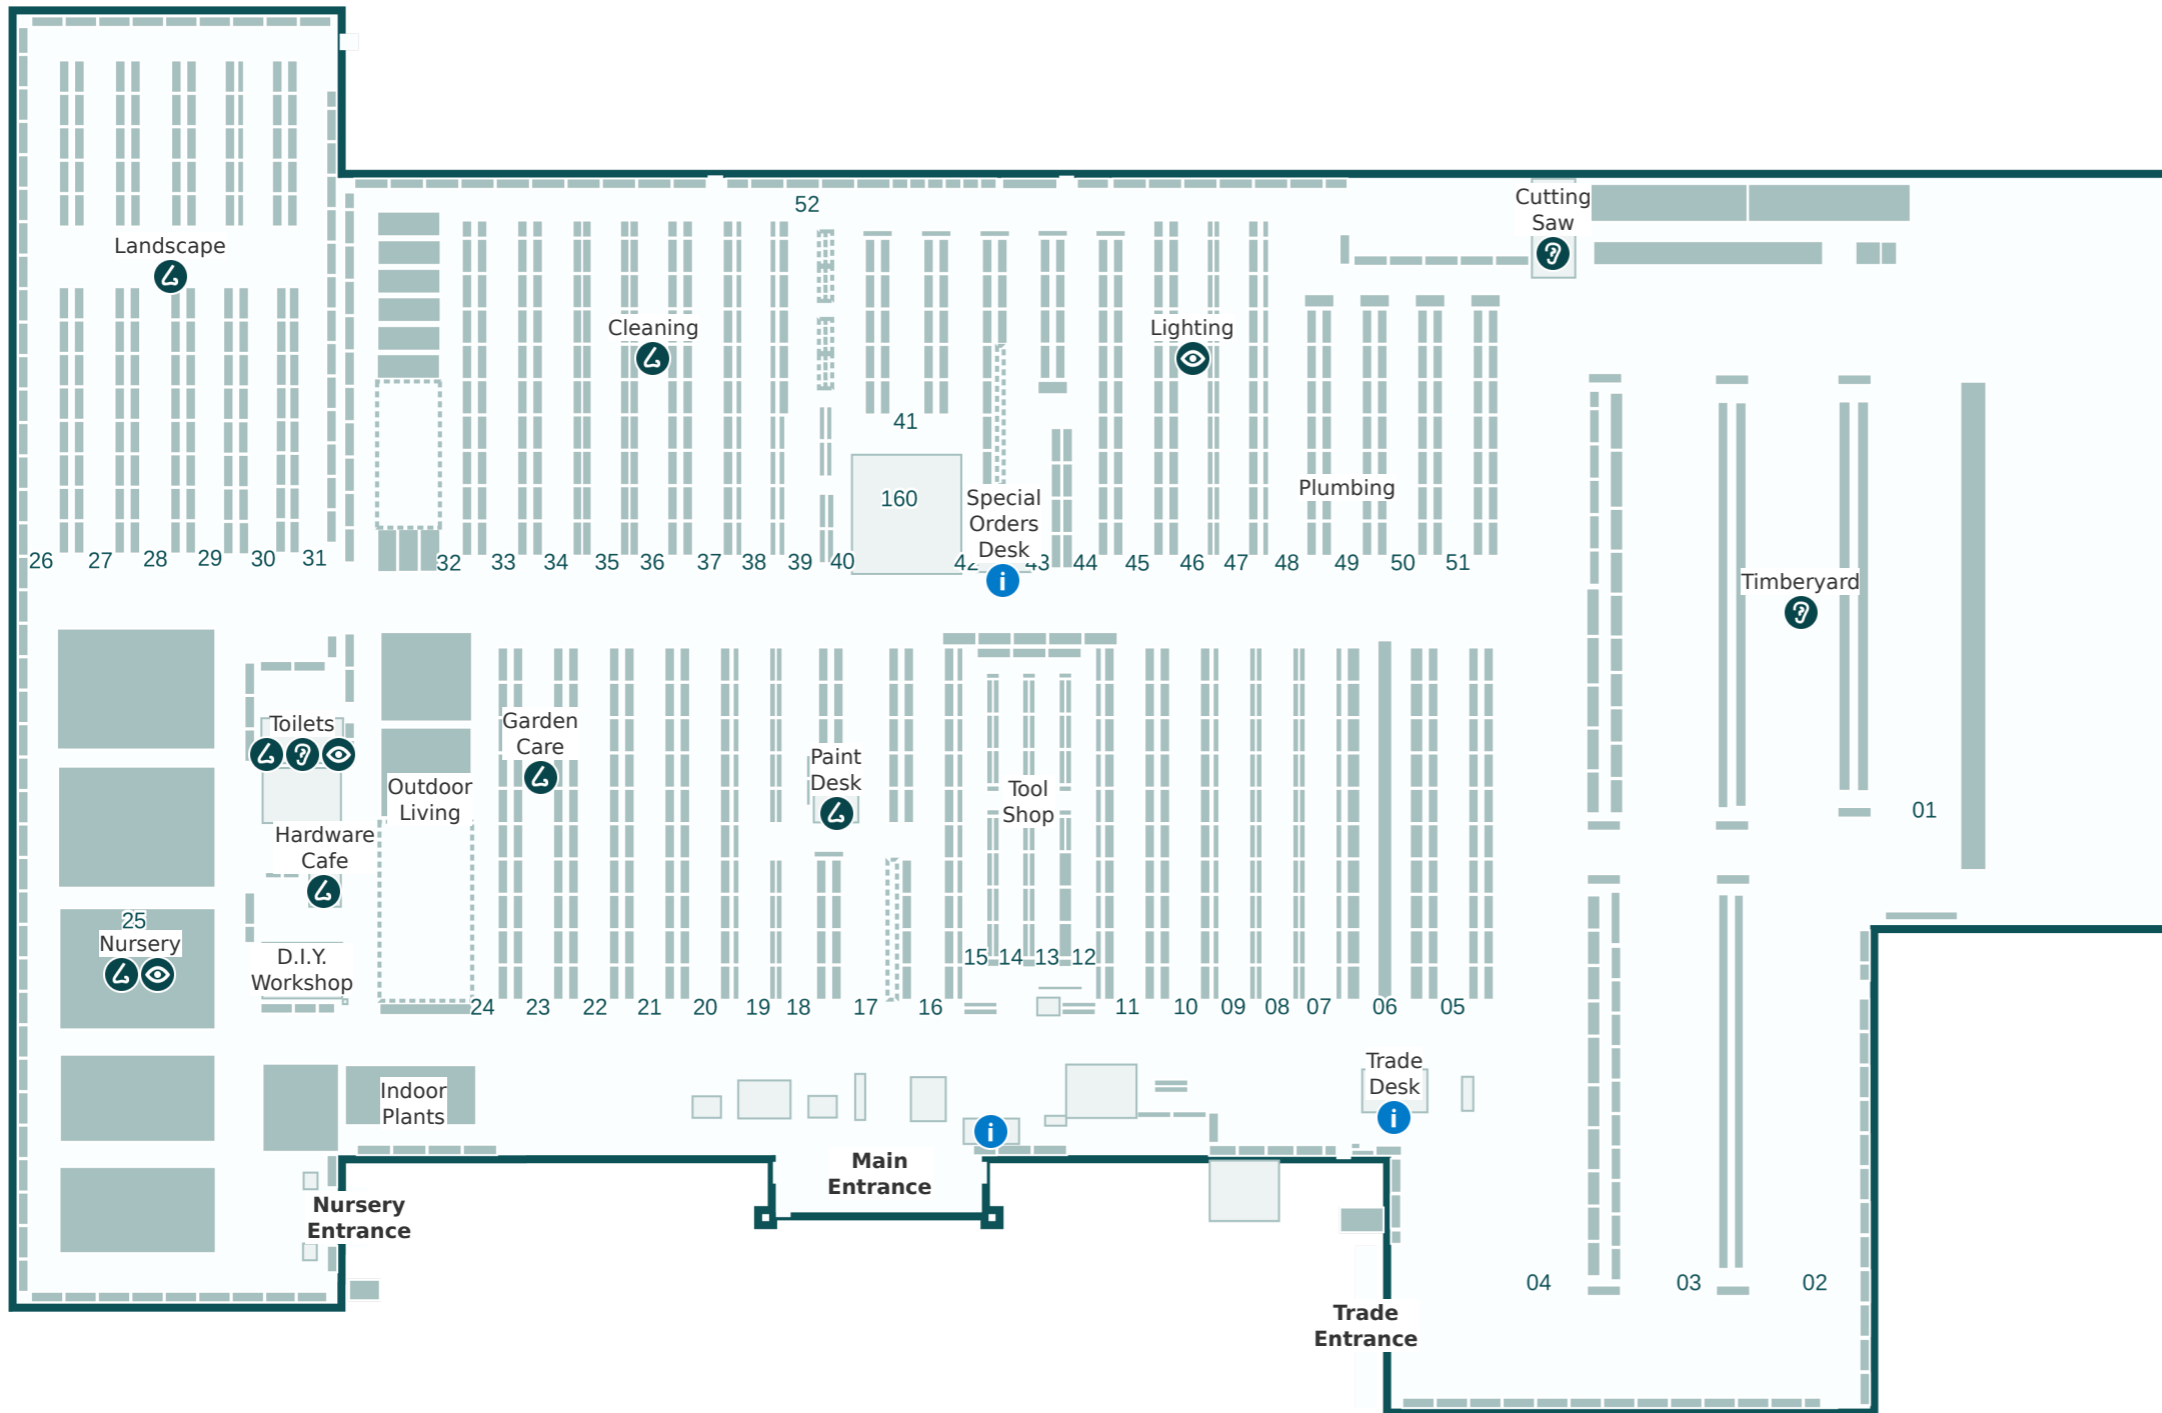 52
Cutting
Saw
Landscape
Cleaning
Lighting
41
160
Special
Orders
Desk
Plumbing
26
27
28
29
30
31
32
33
34
35
36
37
38
39
40
42
43
44
45
46
47
48
49
50
51
Timberyard
Toilets
Garden
Care
Paint
Desk
Outdoor
Living
Tool
Shop
01
Hardware
Cafe
25
Nursery
D.I.Y.
Workshop
15
14
13
12
24
23
22
21
20
19
18
17
16
11
10
09
08
07
06
05
Indoor
Plants
Trade
Desk
i
i
i
Main
Entrance
Nursery
Entrance
04
03
02
Trade
Entrance